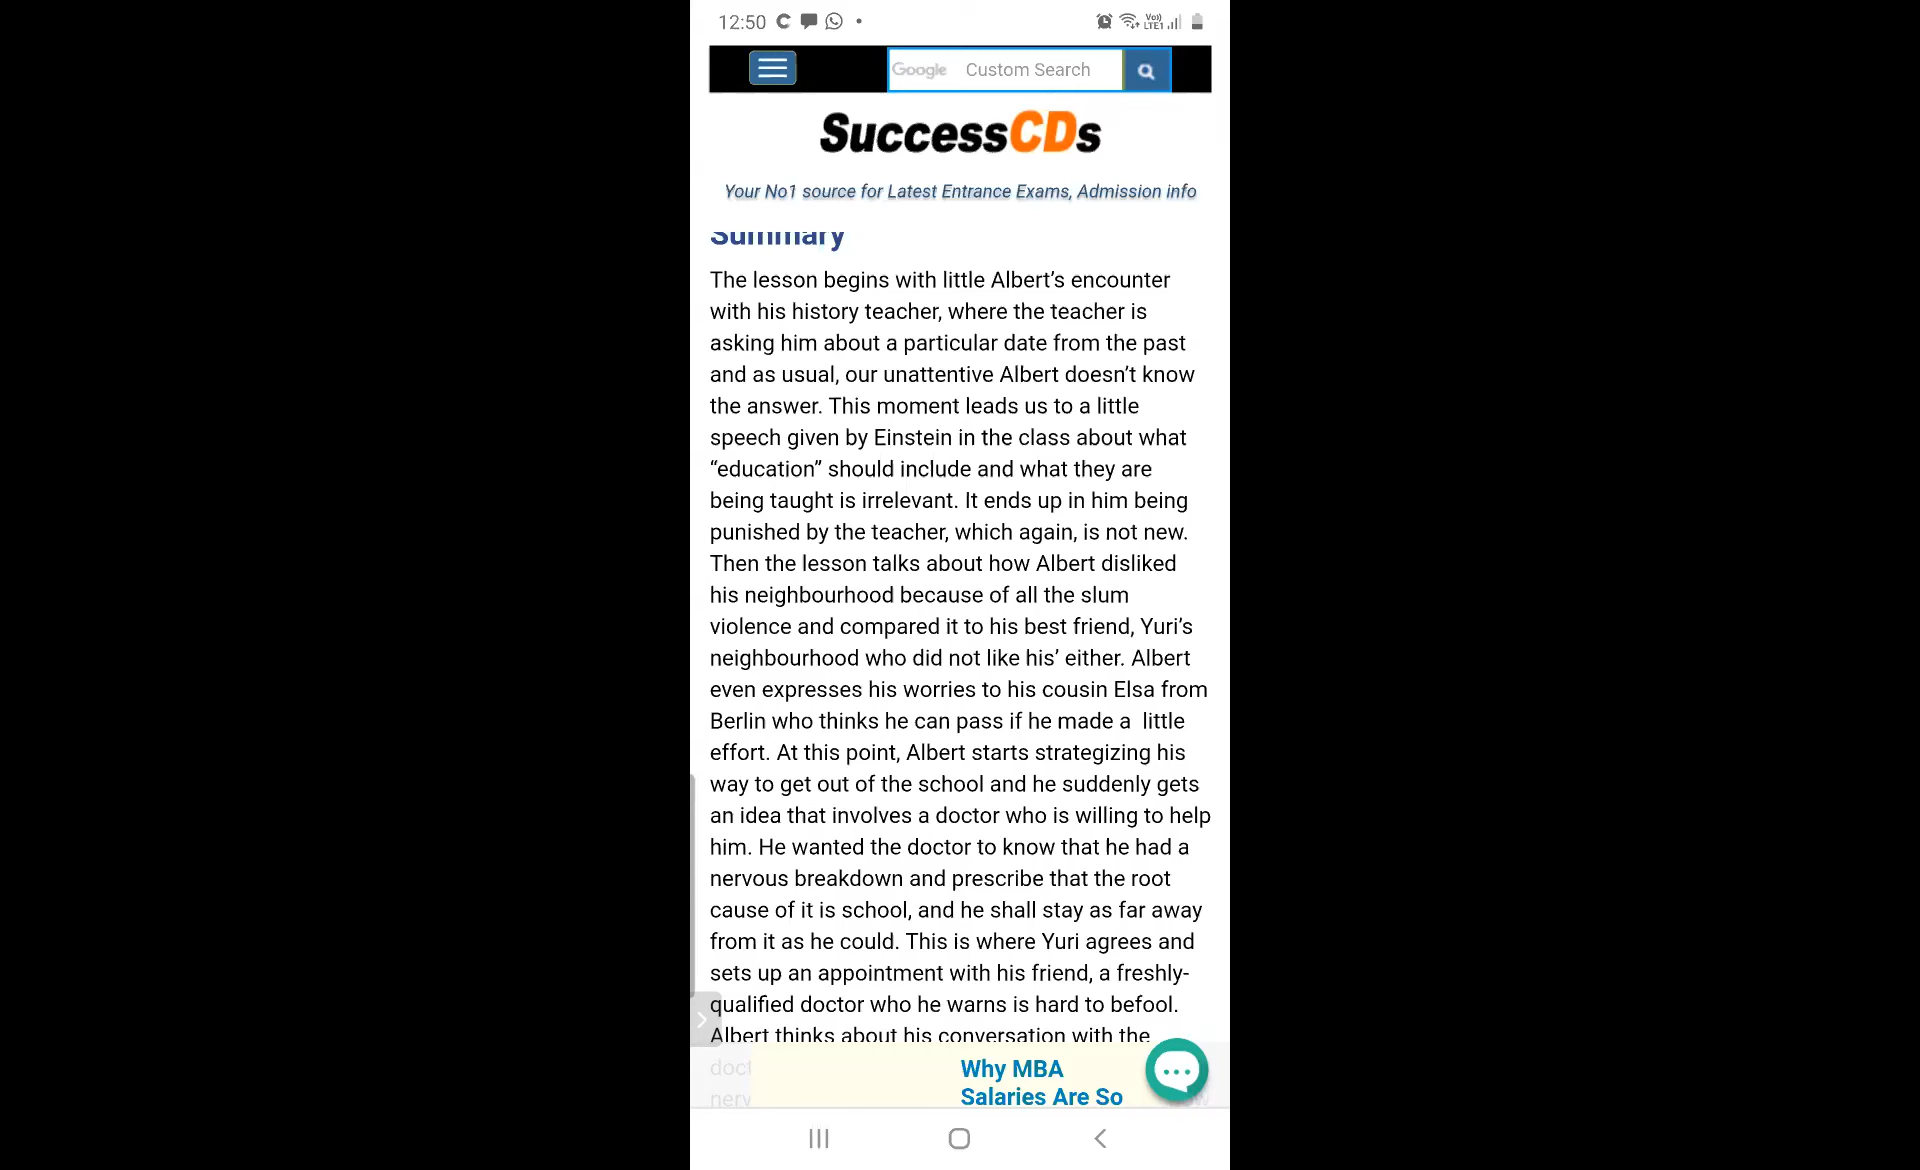 12:50
Vo)) LTE1
Google Custom Search
SuccessCDs
Your No1 source for Latest Entrance Exams, Admission info
Summary
The lesson begins with little Albert’s encounter
with his history teacher, where the teacher is
asking him about a particular date from the past
and as usual, our unattentive Albert doesn’t know
the answer. This moment leads us to a little
speech given by Einstein in the class about what
“education” should include and what they are
being taught is irrelevant. It ends up in him being
punished by the teacher, which again, is not new.
Then the lesson talks about how Albert disliked
his neighbourhood because of all the slum
violence and compared it to his best friend, Yuri’s
neighbourhood who did not like his’ either. Albert
even expresses his worries to his cousin Elsa from
Berlin who thinks he can pass if he made a  little
effort. At this point, Albert starts strategizing his
way to get out of the school and he suddenly gets
an idea that involves a doctor who is willing to help
him. He wanted the doctor to know that he had a
nervous breakdown and prescribe that the root
cause of it is school, and he shall stay as far away
from it as he could. This is where Yuri agrees and
sets up an appointment with his friend, a freshly-
qualified doctor who he warns is hard to befool.
Albert thinks about his conversation with the
Why MBA
Salaries Are So